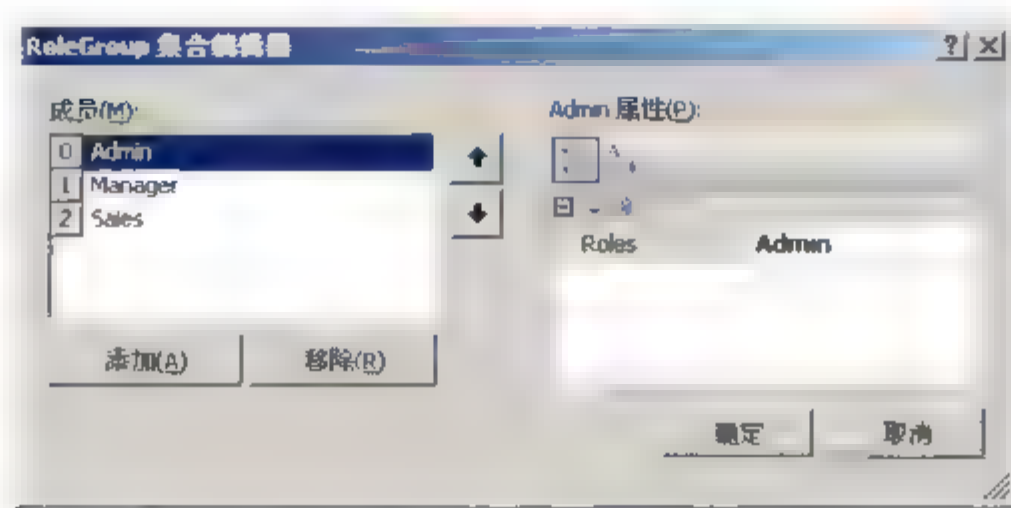 RoleGroup 集合编辑器
成员(M):
0 Admin
1 Manager
2 Sales
添加(A)
移除(R)
Admin 属性(P):
Roles Admin
确定
取消